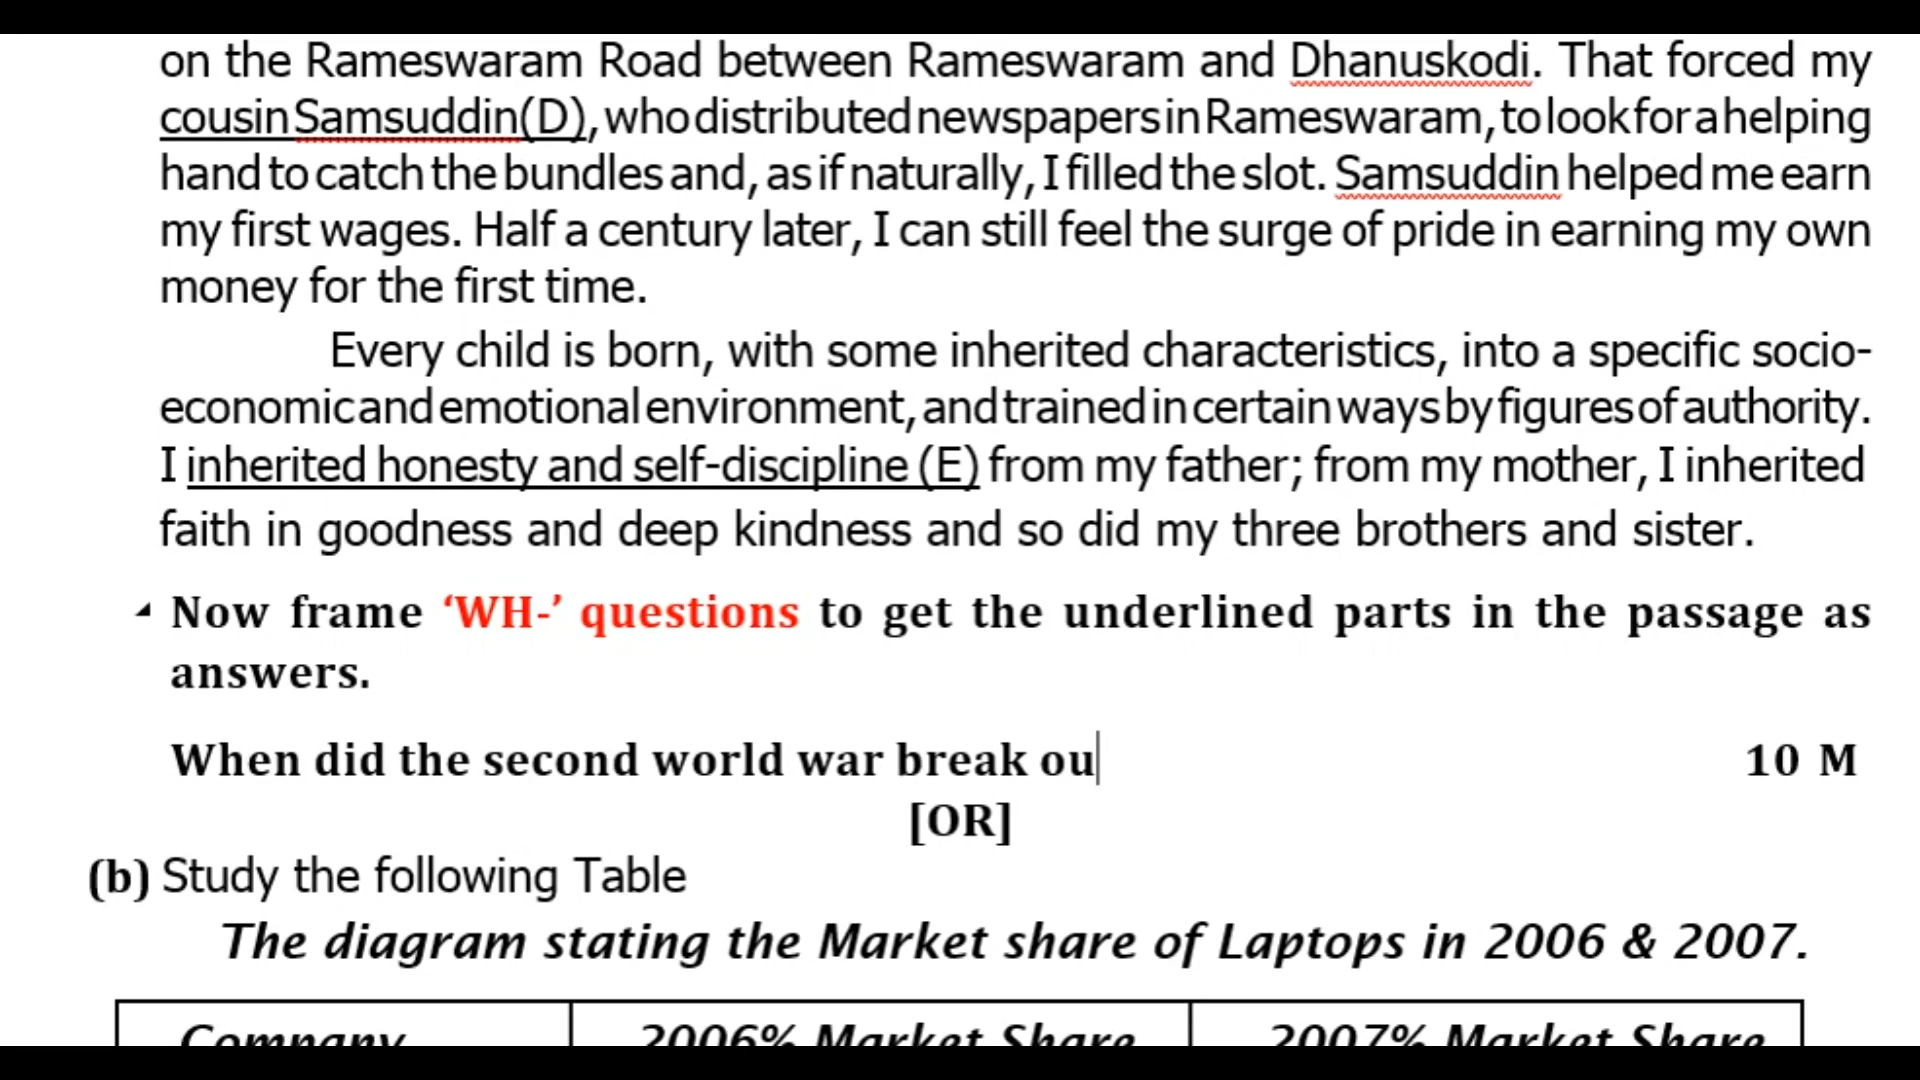 on the Rameswaram Road between Rameswaram and Dhanuskodi. That forced my
cousin Samsuddin(D), who distributed newspapers in Rameswaram, to look for a helping
hand to catch the bundles and, as if naturally, I filled the slot. Samsuddin helped me earn
my first wages. Half a century later, I can still feel the surge of pride in earning my own
money for the first time.
Every child is born, with some inherited characteristics, into a specific socio-
economic and emotional environment, and trained in certain ways by figures of authority.
I inherited honesty and self-discipline (E) from my father; from my mother, I inherited
faith in goodness and deep kindness and so did my three brothers and sister.
Now frame ‘WH-’ questions to get the underlined parts in the passage as
answers.
When did the second world war break ou 10 M
[OR]
(b) Study the following Table
The diagram stating the Market share of Laptops in 2006 & 2007.
Company 2006% Market Share 2007% Market Share